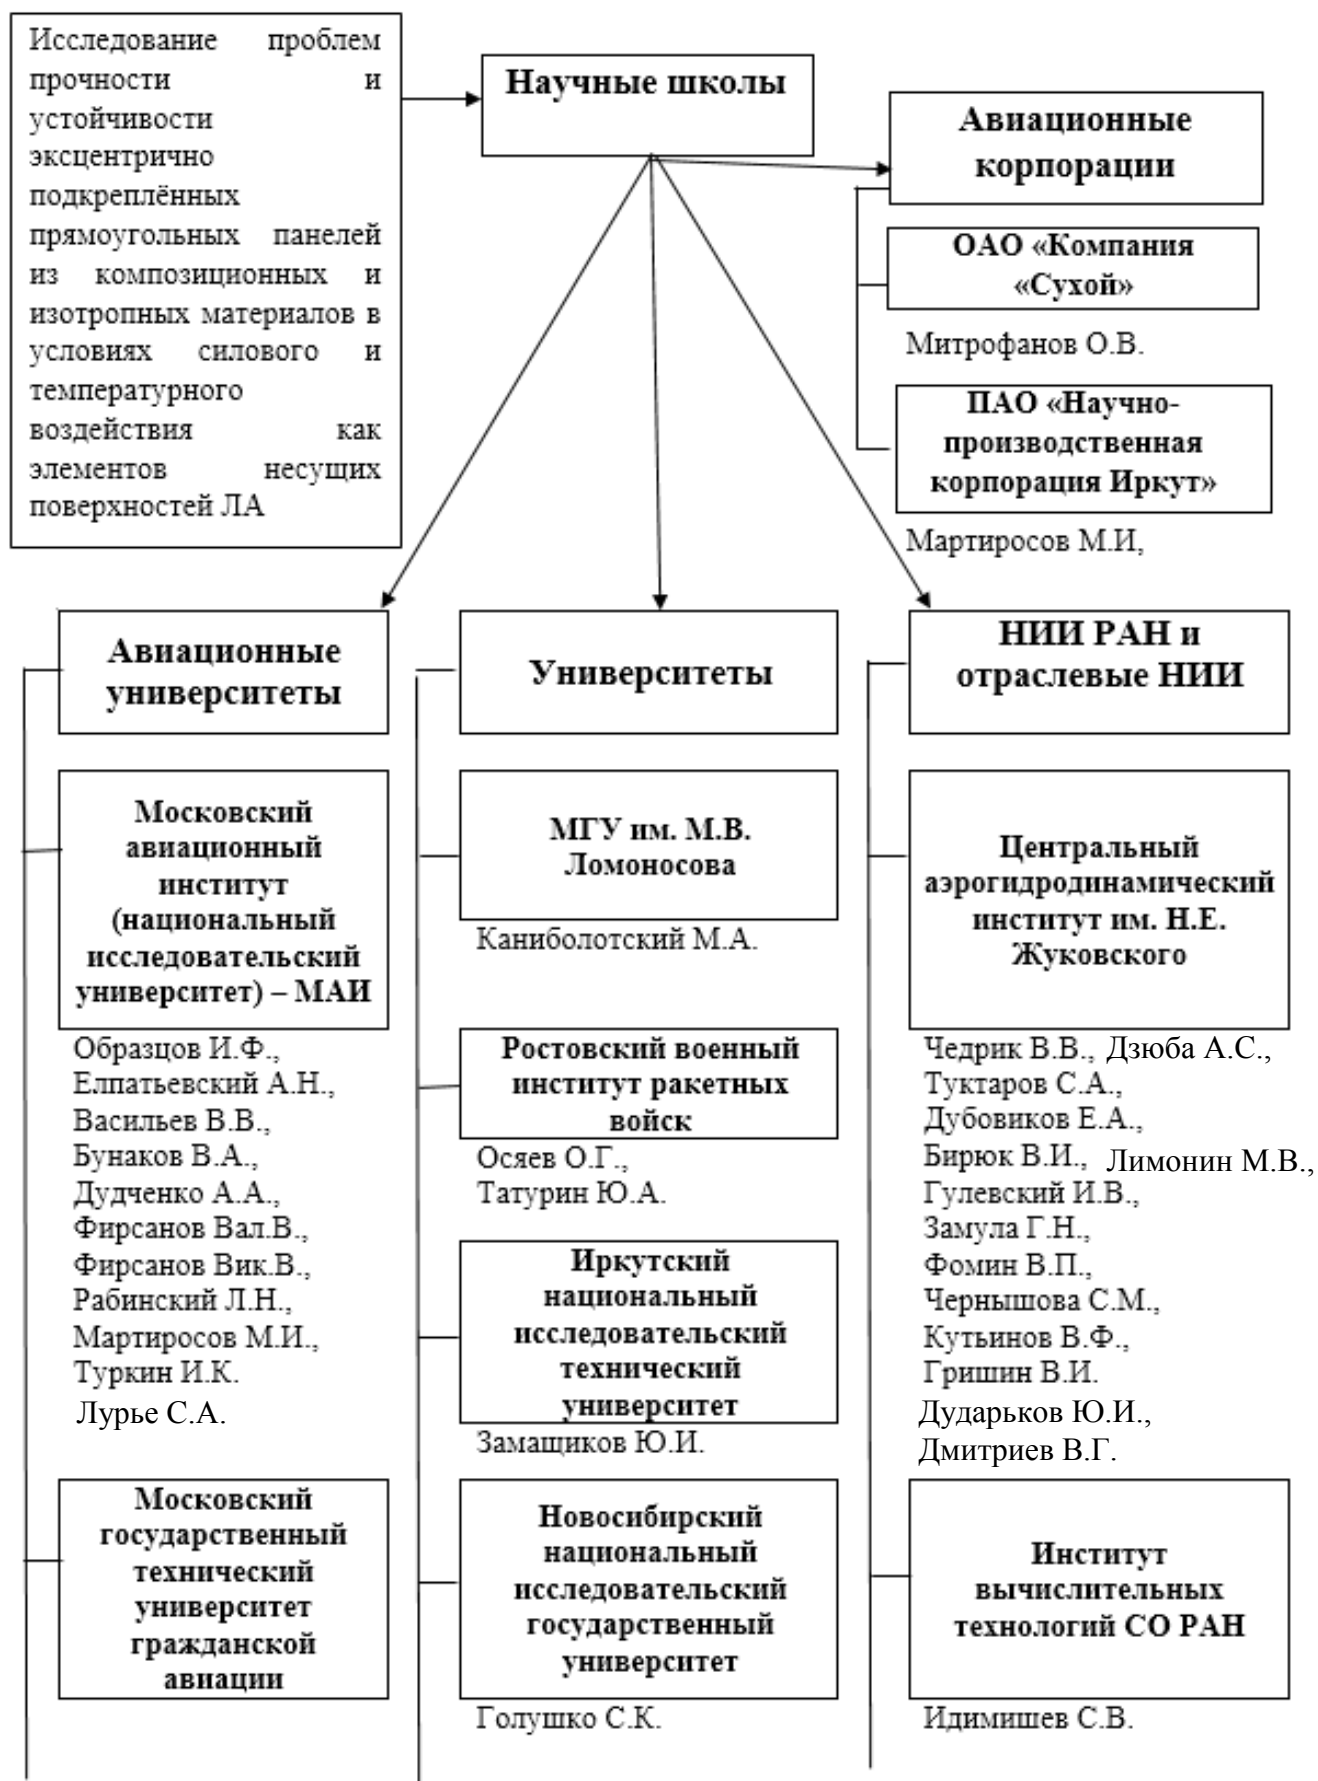 Исследование проблем
прочности и
устойчивости
эксцентрично
подкреплённых
прямоугольных панелей
из композиционных и
изотропных материалов в
условиях силового и
температурного
воздействия как
элементов несущих
поверхностей ЛА
Научные школы
Авиационные
корпорации
ОАО «Компания
«Сухой»
Митрофанов О.В.
ПАО «Научно-
производственная
корпорация Иркут»
Мартиросов М.И,
Авиационные
университеты
Московский
авиационный
институт
(национальный
исследовательский
университет) – МАИ
Образцов И.Ф.,
Елпатьевский А.Н.,
Васильев В.В.,
Бунаков В.А.,
Дудченко А.А.,
Фирсанов Вал.В.,
Фирсанов Вик.В.,
Рабинский Л.Н.,
Мартиросов М.И.,
Туркин И.К.
Лурье С.А.
Московский
государственный
технический
университет
гражданской
авиации
Университеты
МГУ им. М.В.
Ломоносова
Каниболотский М.А.
Ростовский военный
институт ракетных
войск
Осяев О.Г.,
Татурин Ю.А.
Иркутский
национальный
исследовательский
технический
университет
Замащиков Ю.И.
Новосибирский
национальный
исследовательский
государственный
университет
Голушко С.К.
НИИ РАН и
отраслевые НИИ
Центральный
аэрогидродинамический
институт им. Н.Е.
Жуковского
Чедрик В.В., Дзюба А.С.,
Туктаров С.А.,
Дубовиков Е.А.,
Бирюк В.И., Лимонин М.В.,
Гулевский И.В.,
Замула Г.Н.,
Фомин В.П.,
Чернышова С.М.,
Кутьинов В.Ф.,
Гришин В.И.
Дударьков Ю.И.,
Дмитриев В.Г.
Институт
вычислительных
технологий СО РАН
Идимишев С.В.